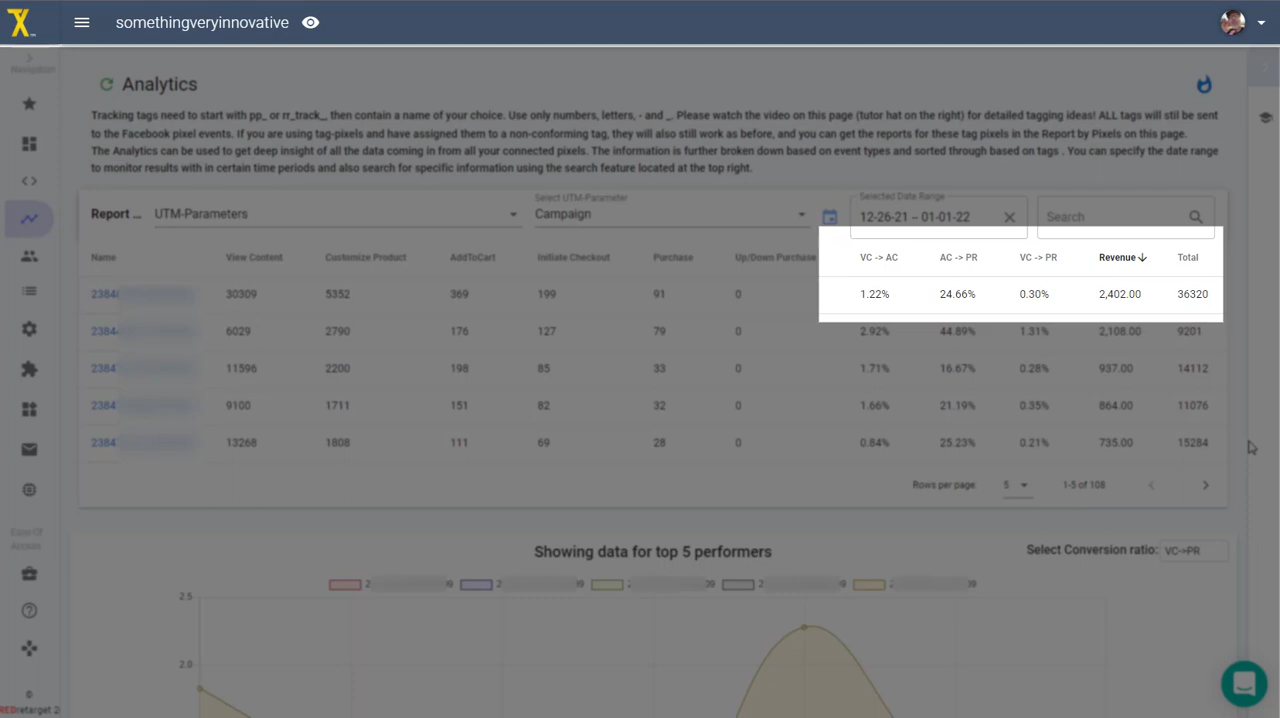 somethingveryinnovative
Navigation
Analytics
Tracking tags need to start with pp_ or rr_track_, then contain a name of your choice. Use only numbers, letters, - and _. Please watch the video on this page (tutor hat on the right) for detailed tagging ideas! ALL tags will still be sent
to the Facebook pixel events. If you are using tag-pixels and have assigned them to a non-conforming tag, they will also still work as before, and you can get the reports for these tag pixels in the Report by Pixels on this page.
The Analytics can be used to get deep insight of all the data coming in from all your connected pixels. The information is further broken down based on event types and sorted through based on tags . You can specify the date range
to monitor results with in certain time periods and also search for specific information using the search feature located at the top right.
Select UTM-Parameter Selected Date Range
Report ... UTM-Parameters Campaign 12-26-21 – 01-01-22 Search
Name View Content Customize Product AddToCart Initiate Checkout Purchase Up/Down Purchase VC -> AC AC -> PR VC -> PR Revenue Total
2384 30309 5352 369 199 91 0 1.22% 24.66% 0.30% 2,402.00 36320
2384 6029 2790 176 127 79 0 2.92% 44.89% 1.31% 2,108.00 9201
2384 11596 2200 198 85 33 0 1.71% 16.67% 0.28% 937.00 14112
2384 9100 1711 151 82 32 0 1.66% 21.19% 0.35% 864.00 11076
2384 13268 1808 111 69 28 0 0.84% 25.23% 0.21% 735.00 15284
Rows per page 5 1-5 of 108
Ease Of
Access
Showing data for top 5 performers
Select Conversion ratio: VC->PR
2.5
2.0
REDretarget 2